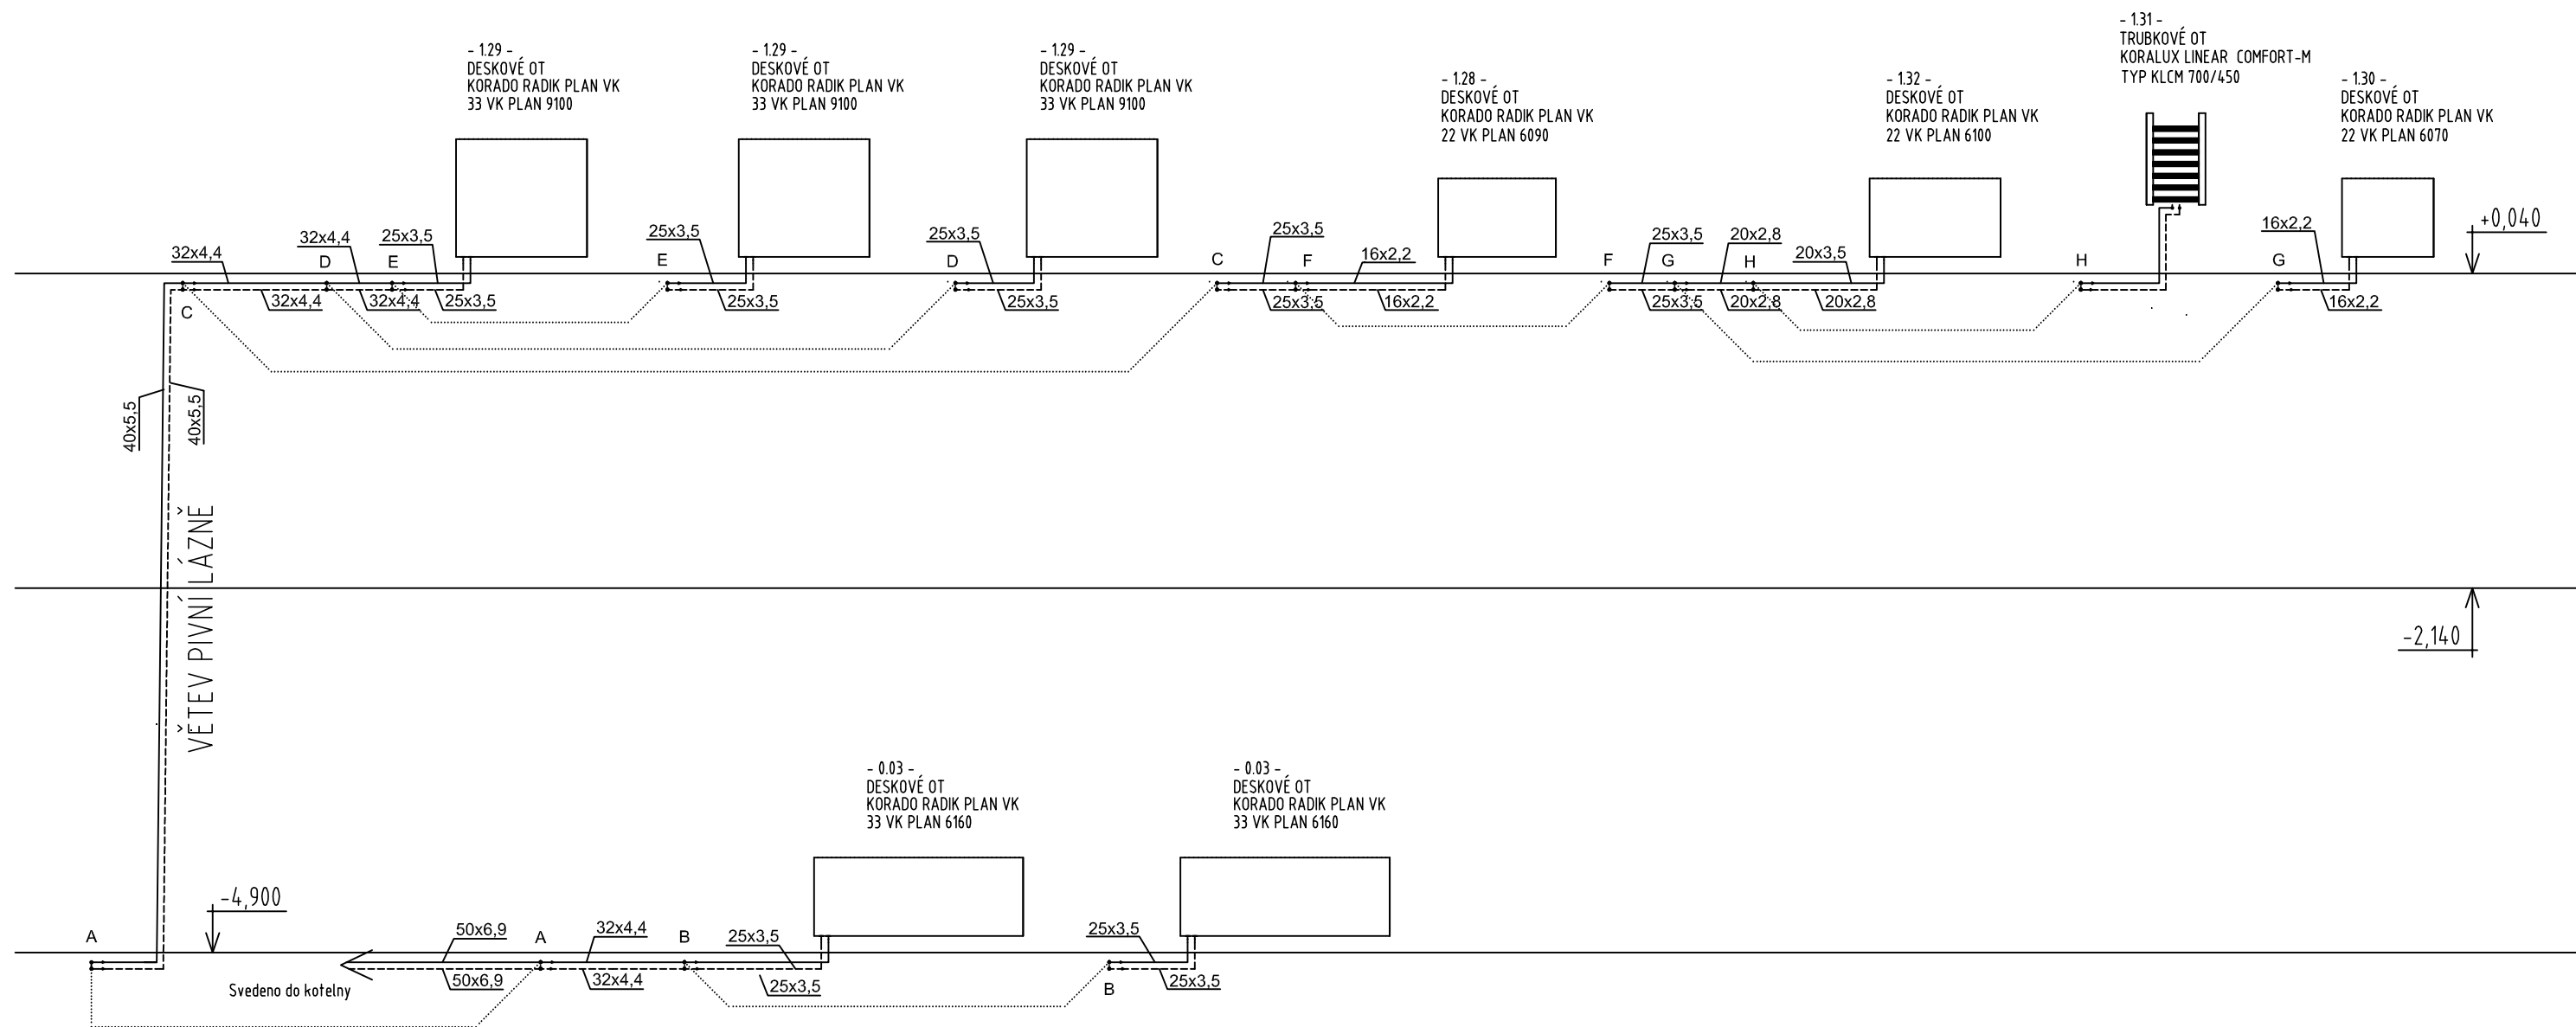 - 1.29 -
DESKOVÉ OT
KORADO RADIK PLAN VK
33 VK PLAN 9100
- 1.29 -
DESKOVÉ OT
KORADO RADIK PLAN VK
33 VK PLAN 9100
- 1.29 -
DESKOVÉ OT
KORADO RADIK PLAN VK
33 VK PLAN 9100
- 1.28 -
DESKOVÉ OT
KORADO RADIK PLAN VK
22 VK PLAN 6090
- 1.32 -
DESKOVÉ OT
KORADO RADIK PLAN VK
22 VK PLAN 6100
- 1.31 -
TRUBKOVÉ OT
KORALUX LINEAR COMFORT-M
TYP KLCM 700/450
- 1.30 -
DESKOVÉ OT
KORADO RADIK PLAN VK
22 VK PLAN 6070
32x4,4
32x4,4
25x3,5
25x3,5
25x3,5
25x3,5
16x2,2
25x3,5
20x2,8
20x3,5
16x2,2
+0,040
D
E
E
D
C
F
F
G
H
H
G
32x4,4
32x4,4
25x3,5
25x3,5
25x3,5
25x3,5
16x2,2
25x3,5
20x2,8
20x2,8
16x2,2
C
40x5,5
40x5,5
VĚTEV PIVNÍ LÁZNĚ
-2,140
- 0.03 -
DESKOVÉ OT
KORADO RADIK PLAN VK
33 VK PLAN 6160
- 0.03 -
DESKOVÉ OT
KORADO RADIK PLAN VK
33 VK PLAN 6160
-4,900
A
50x6,9
A
32x4,4
B
25x3,5
25x3,5
50x6,9
32x4,4
25x3,5
B
25x3,5
Svedeno do kotelny